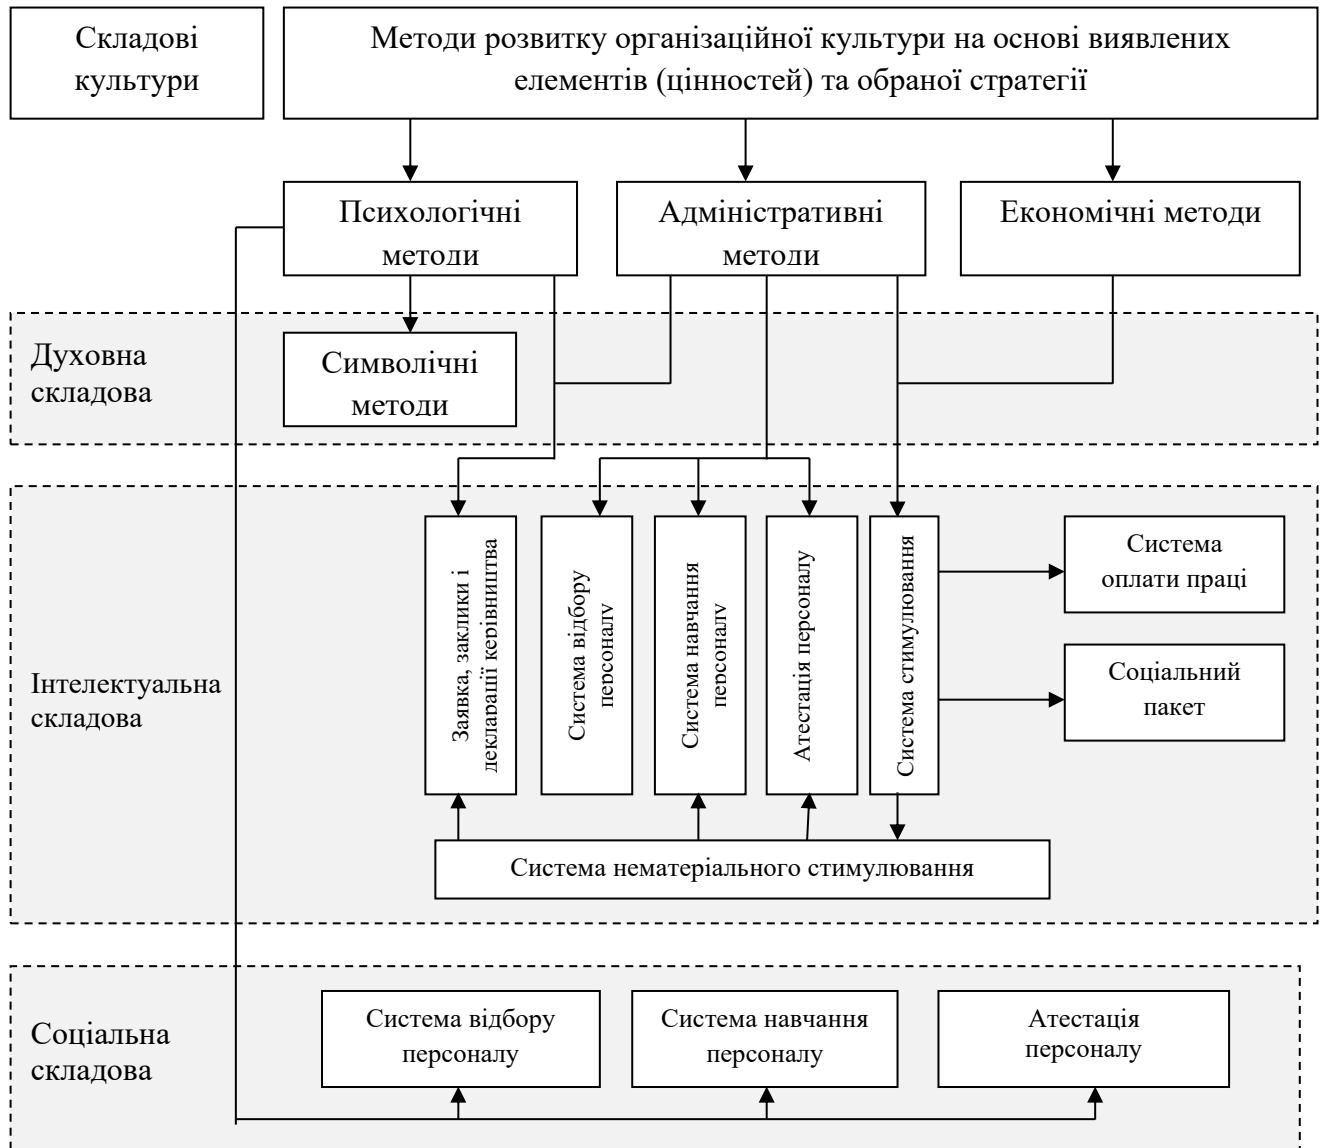 Складові
культури
Методи розвитку організаційної культури на основі виявлених
елементів (цінностей) та обраної стратегії
Психологічні
методи
Адміністративні
методи
Економічні методи
Духовна
складова
Символічні
методи
Інтелектуальна
складова
Заявка, заклики і
декларації керівництва
Система відбору
персоналу
Система навчання
персоналу
Атестація персоналу
Система стимулювання
Система
оплати праці
Соціальний
пакет
Система нематеріального стимулювання
Соціальна
складова
Система відбору
персоналу
Система навчання
персоналу
Атестація
персоналу